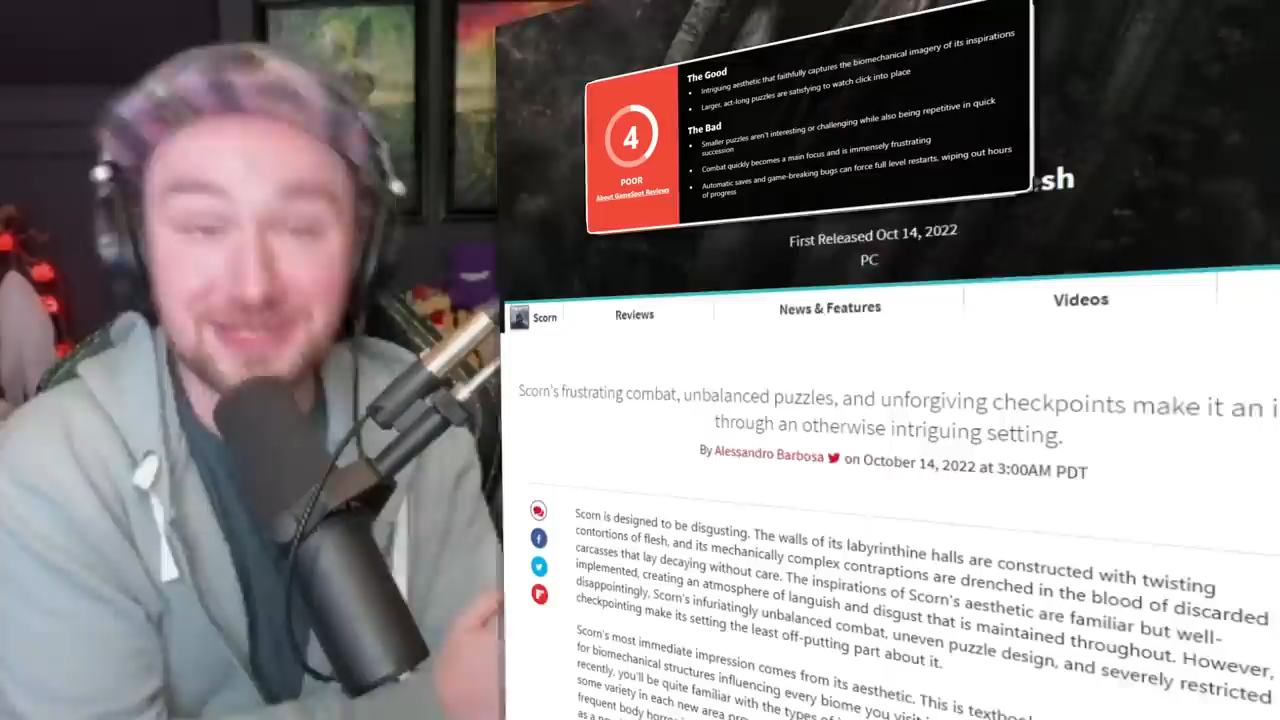 The Good
Intriguing aesthetic that faithfully captures the biomechanical imagery of its inspirations
Larger, act-long puzzles are satisfying to watch click into place
The Bad
Smaller puzzles aren't interesting or challenging while also being repetitive in quick
succession
Combat quickly becomes a main focus and is immensely frustrating
Automatic saves and game-breaking bugs can force full level restarts, wiping out hours
of progress
4
POOR
About GameSpot Reviews
sh
First Released Oct 14, 2022
PC
Scorn Reviews News & Features Videos
Scorn's frustrating combat, unbalanced puzzles, and unforgiving checkpoints make it an i
through an otherwise intriguing setting.
By Alessandro Barbosa on October 14, 2022 at 3:00AM PDT
Scorn is designed to be disgusting. The walls of its labyrinthine halls are constructed with twisting
contortions of flesh, and its mechanically complex contraptions are drenched in the blood of discarded
carcasses that lay decaying without care. The inspirations of Scorn's aesthetic are familiar but well-
implemented, creating an atmosphere of languish and disgust that is maintained throughout. However,
disappointingly, Scorn's infuriatingly unbalanced combat, uneven puzzle design, and severely restricted
checkpointing make its setting the least off-putting part about it.
Scorn's most immediate impression comes from its aesthetic. This is textbo
for biomechanical structures influencing every biome you visit
recently, you'll be quite familiar with the types of
some variety in each new area
frequent body horro